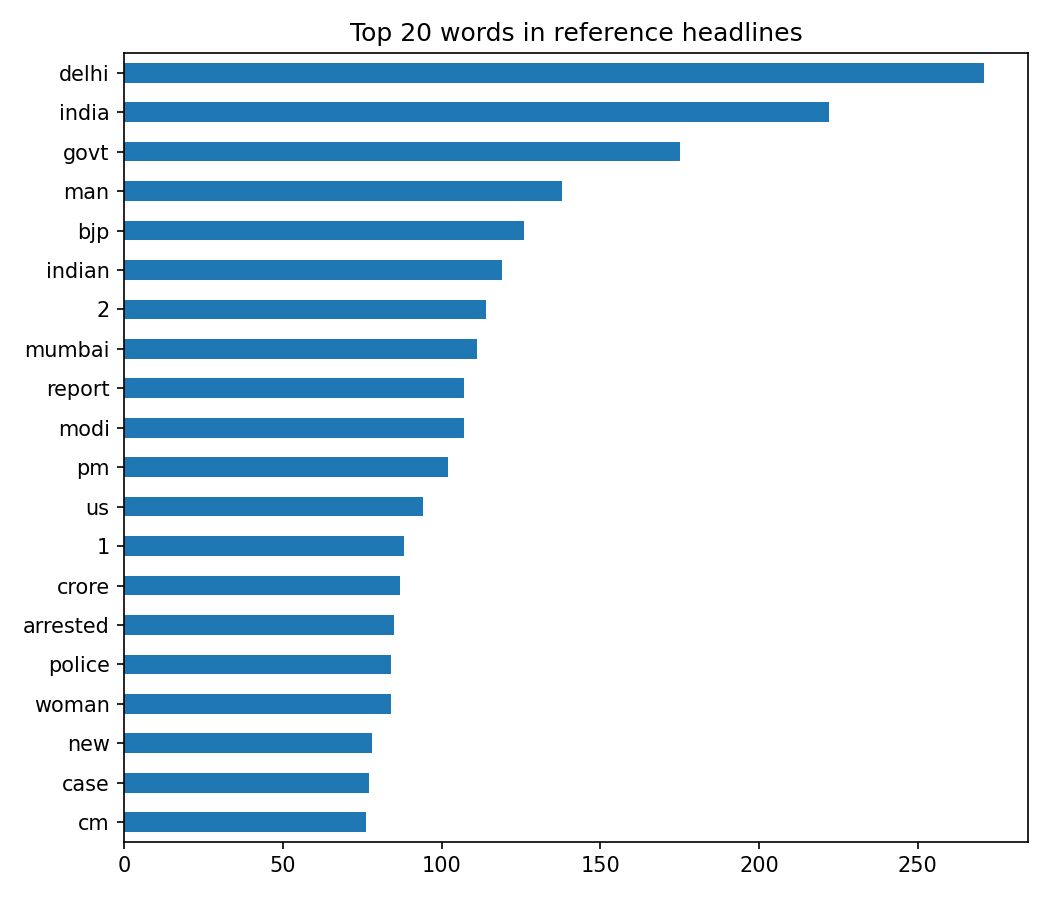 Top 20 words in reference headlines
delhi
india
govt
man
bjp
indian
2
mumbai
report
modi
pm
us
1
crore
arrested
police
woman
new
case
cm
0 50 100 150 200 250